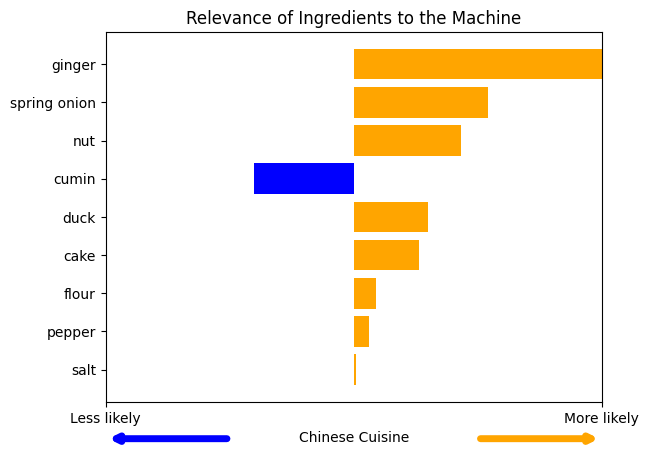 Relevance of Ingredients to the Machine
ginger
spring onion
nut
cumin
duck
cake
flour
pepper
salt
Less likely
More likely
Chinese Cuisine